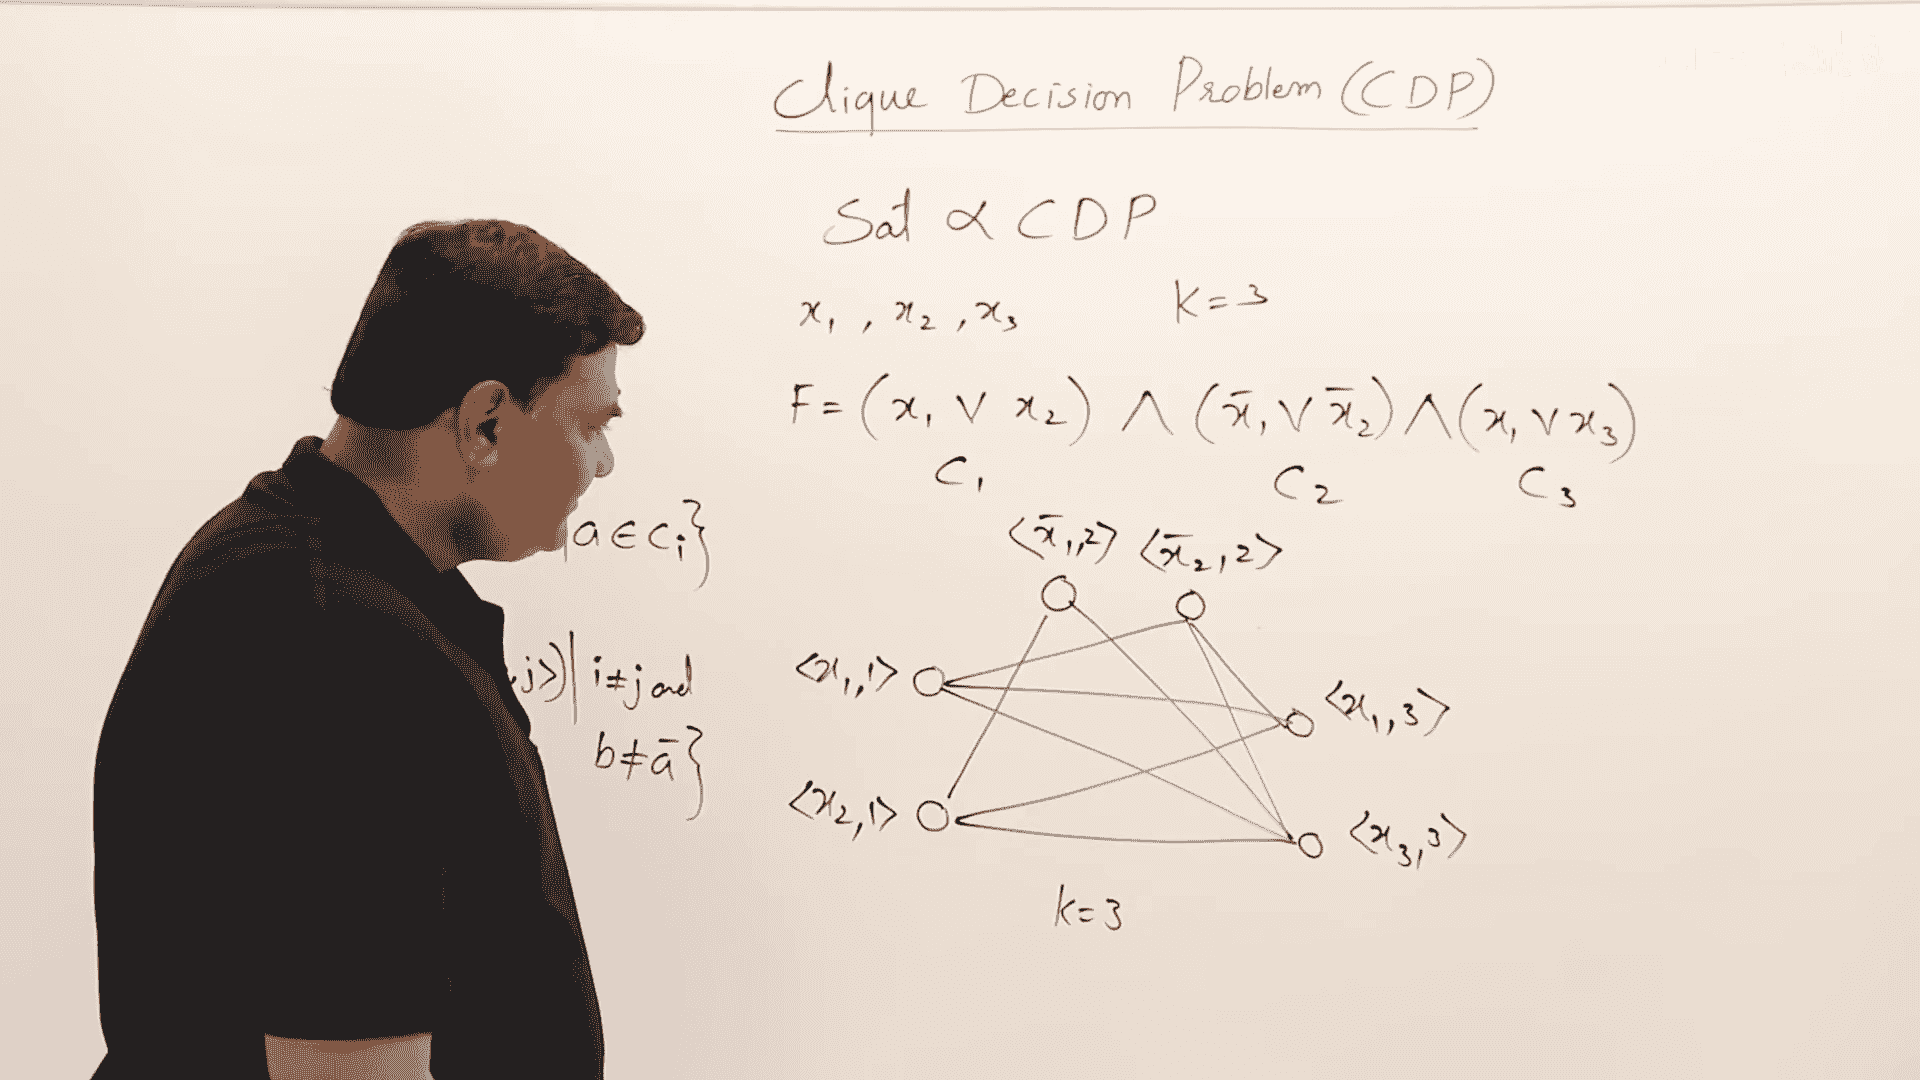 Clique Decision Problem (CDP)
Sat ∝ CDP
x₁ , x₂ , x₃ K=3
F= (x₁ ∨ x₂) ∧ (x̄₁ ∨ x̄₂) ∧ (x₁ ∨ x₃)
C₁ C₂ C₃
|a ∈ Cᵢ}
<x̄₁,2> <x̄₂,2>
,j>)| i≠j and
b≠ā}
<x₁,1> <x₁,3>
<x₂,1> <x₃,3>
k=3